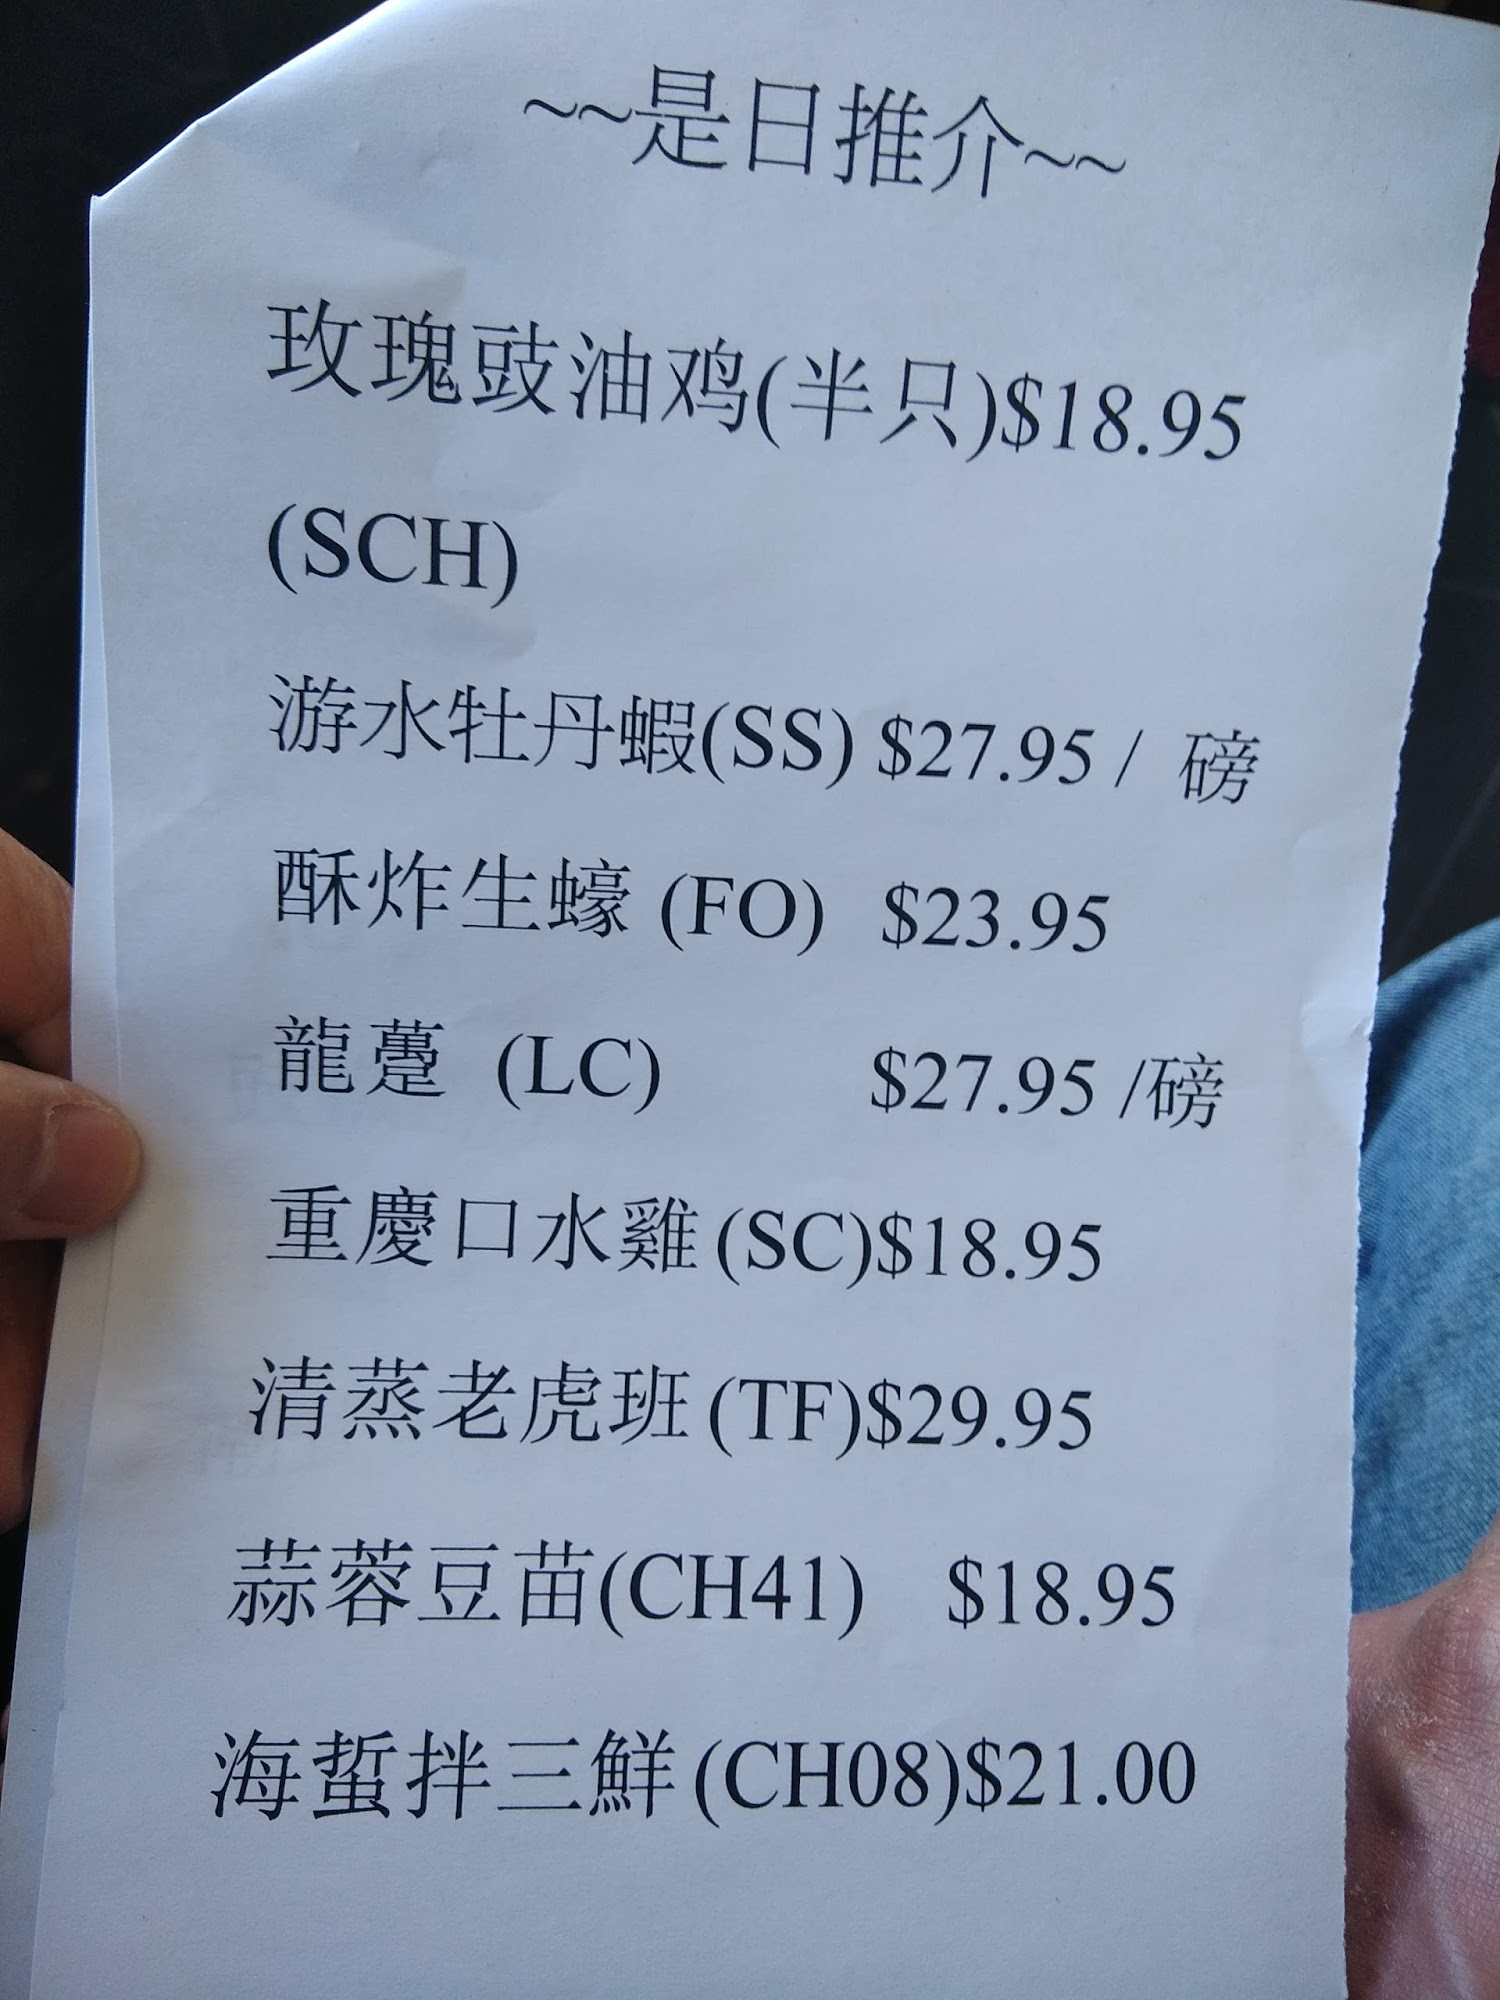 ~~是日推介~~
玫瑰豉油鸡(半只)$18.95
(SCH)
游水牡丹蝦(SS) $27.95 / 磅
酥炸生蠔 (FO) $23.95
龍躉 (LC) $27.95 /磅
重慶口水雞(SC)$18.95
清蒸老虎班(TF)$29.95
蒜蓉豆苗(CH41) $18.95
海蜇拌三鮮(CH08)$21.00